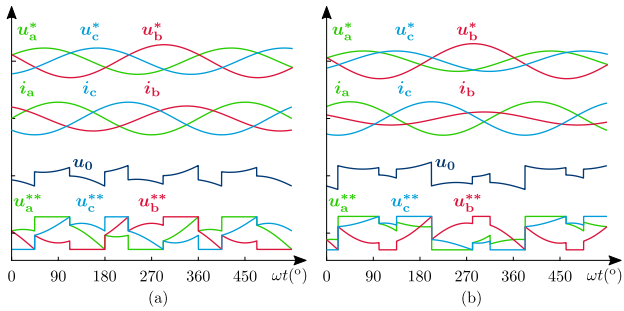 u*a u*c u*b
ia ic ib
u0
u**a u**c u**b
0 90 180 270 360 450 ωt(°)
(a)
u*a u*c u*b
ia ic ib
u0
u**a u**c u**b
0 90 180 270 360 450 ωt(°)
(b)